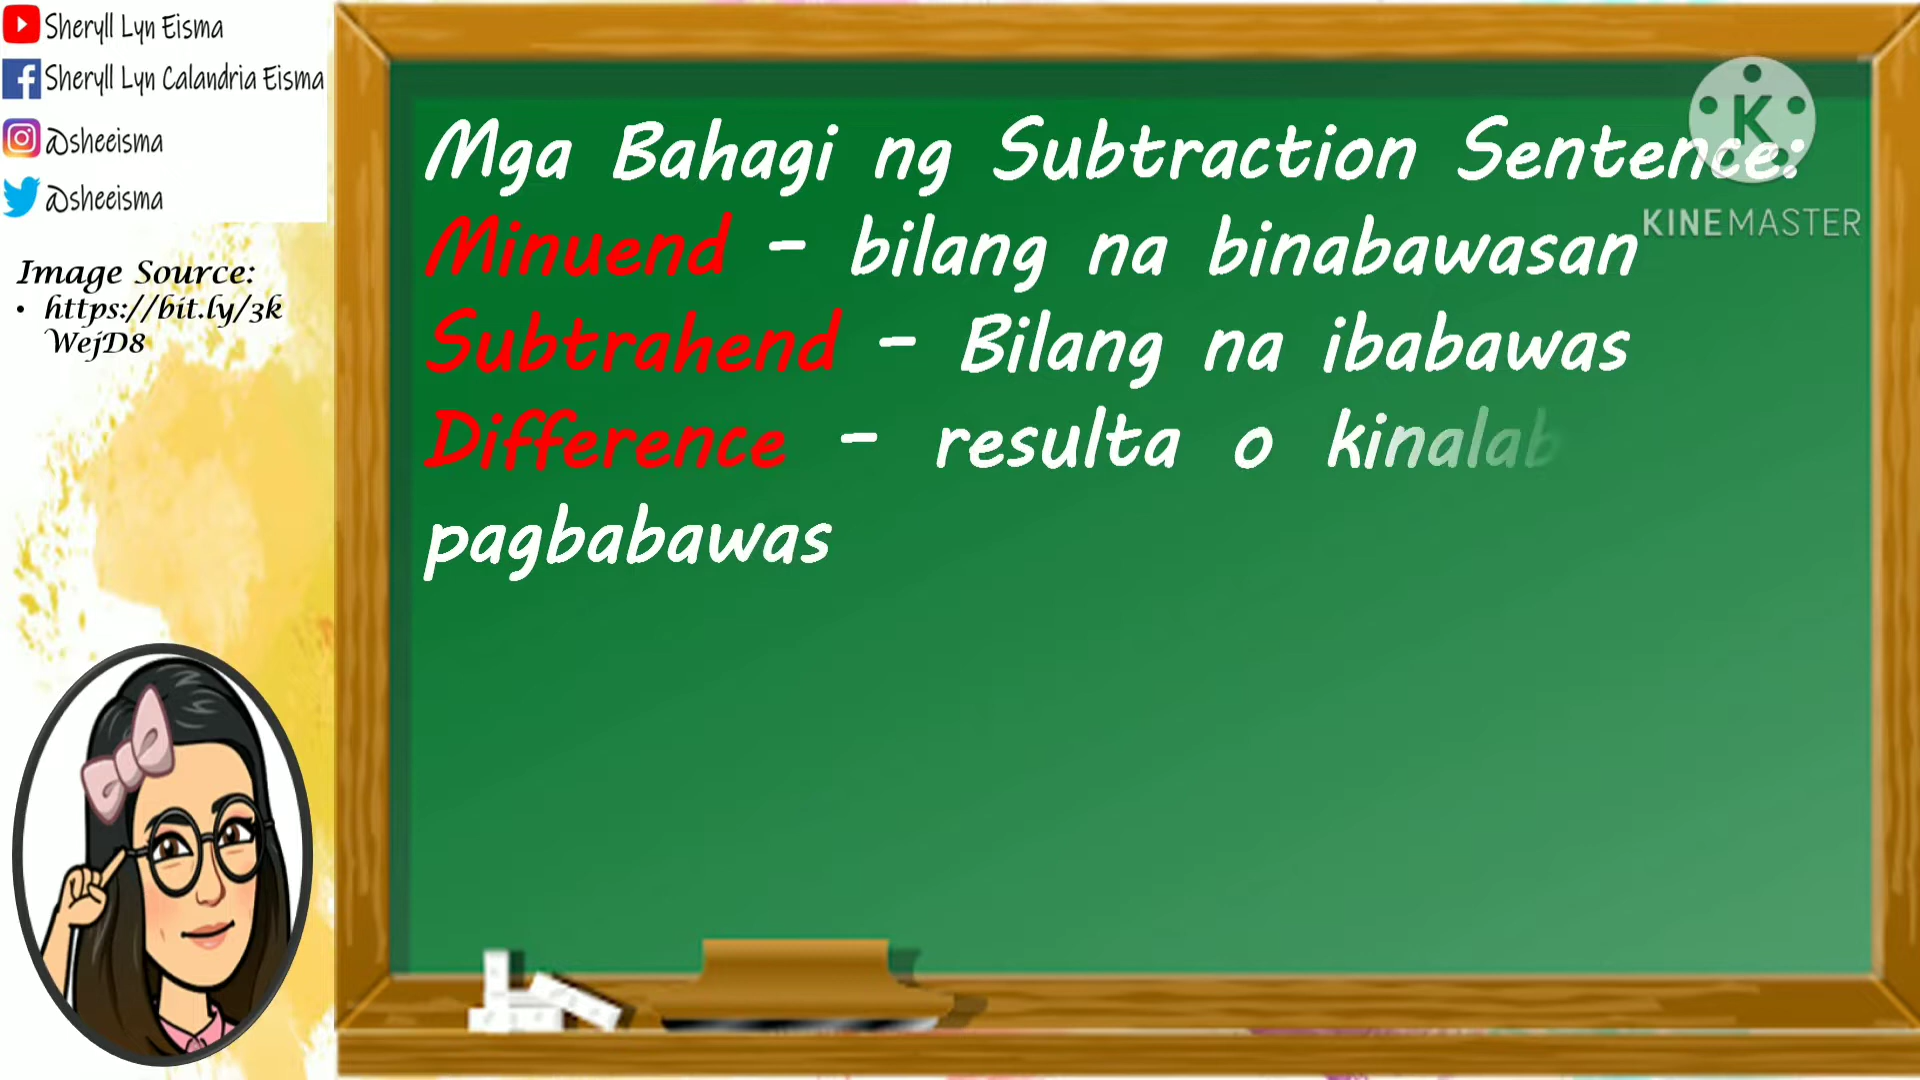 Sheryll Lyn Eisma
Sheryll Lyn Calandria Eisma
@sheeisma
@sheeisma
Image Source:
• https://bit.ly/3k
WejD8
Mga Bahagi ng Subtraction Sentence:
Minuend - bilang na binabawasan
Subtrahend - Bilang na ibabawas
Difference - resulta o kinalab
pagbabawas
K
KINEMASTER